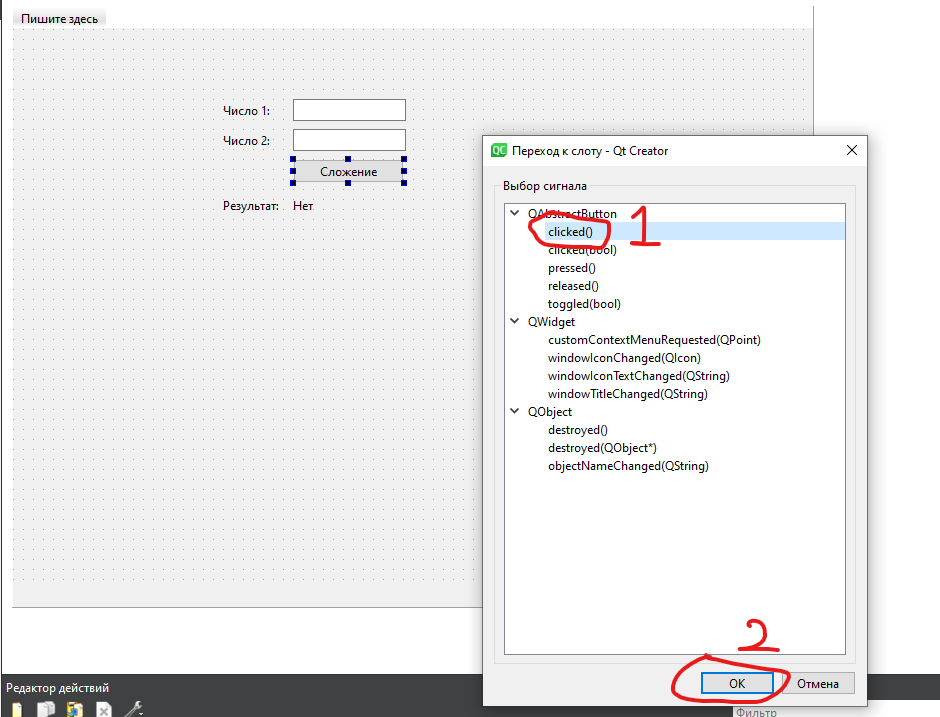 Пишите здесь
Число 1:
Число 2:
Сложение
Результат: Нет
QC Переход к слоту - Qt Creator
Выбор сигнала
QAbstractButton
clicked()
1
clicked(bool)
pressed()
released()
toggled(bool)
QWidget
customContextMenuRequested(QPoint)
windowIconChanged(QIcon)
windowIconTextChanged(QString)
windowTitleChanged(QString)
QObject
destroyed()
destroyed(QObject*)
objectNameChanged(QString)
2
OK Отмена
Редактор действий
Фильтр